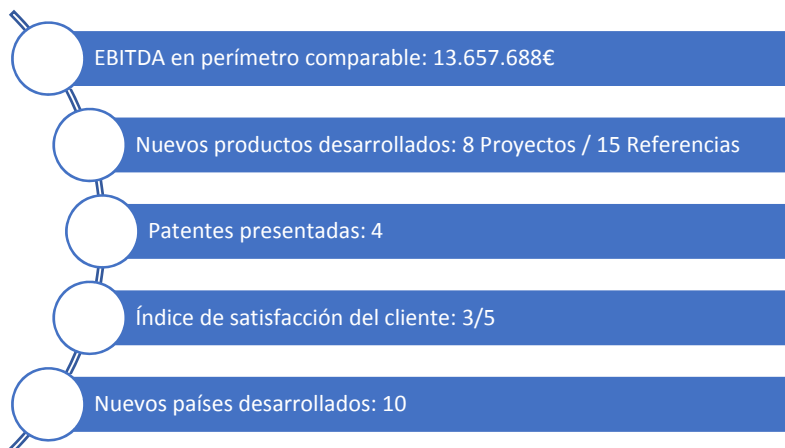 EBITDA en perímetro comparable: 13.657.688€
Nuevos productos desarrollados: 8 Proyectos / 15 Referencias
Patentes presentadas: 4
Índice de satisfacción del cliente: 3/5
Nuevos países desarrollados: 10